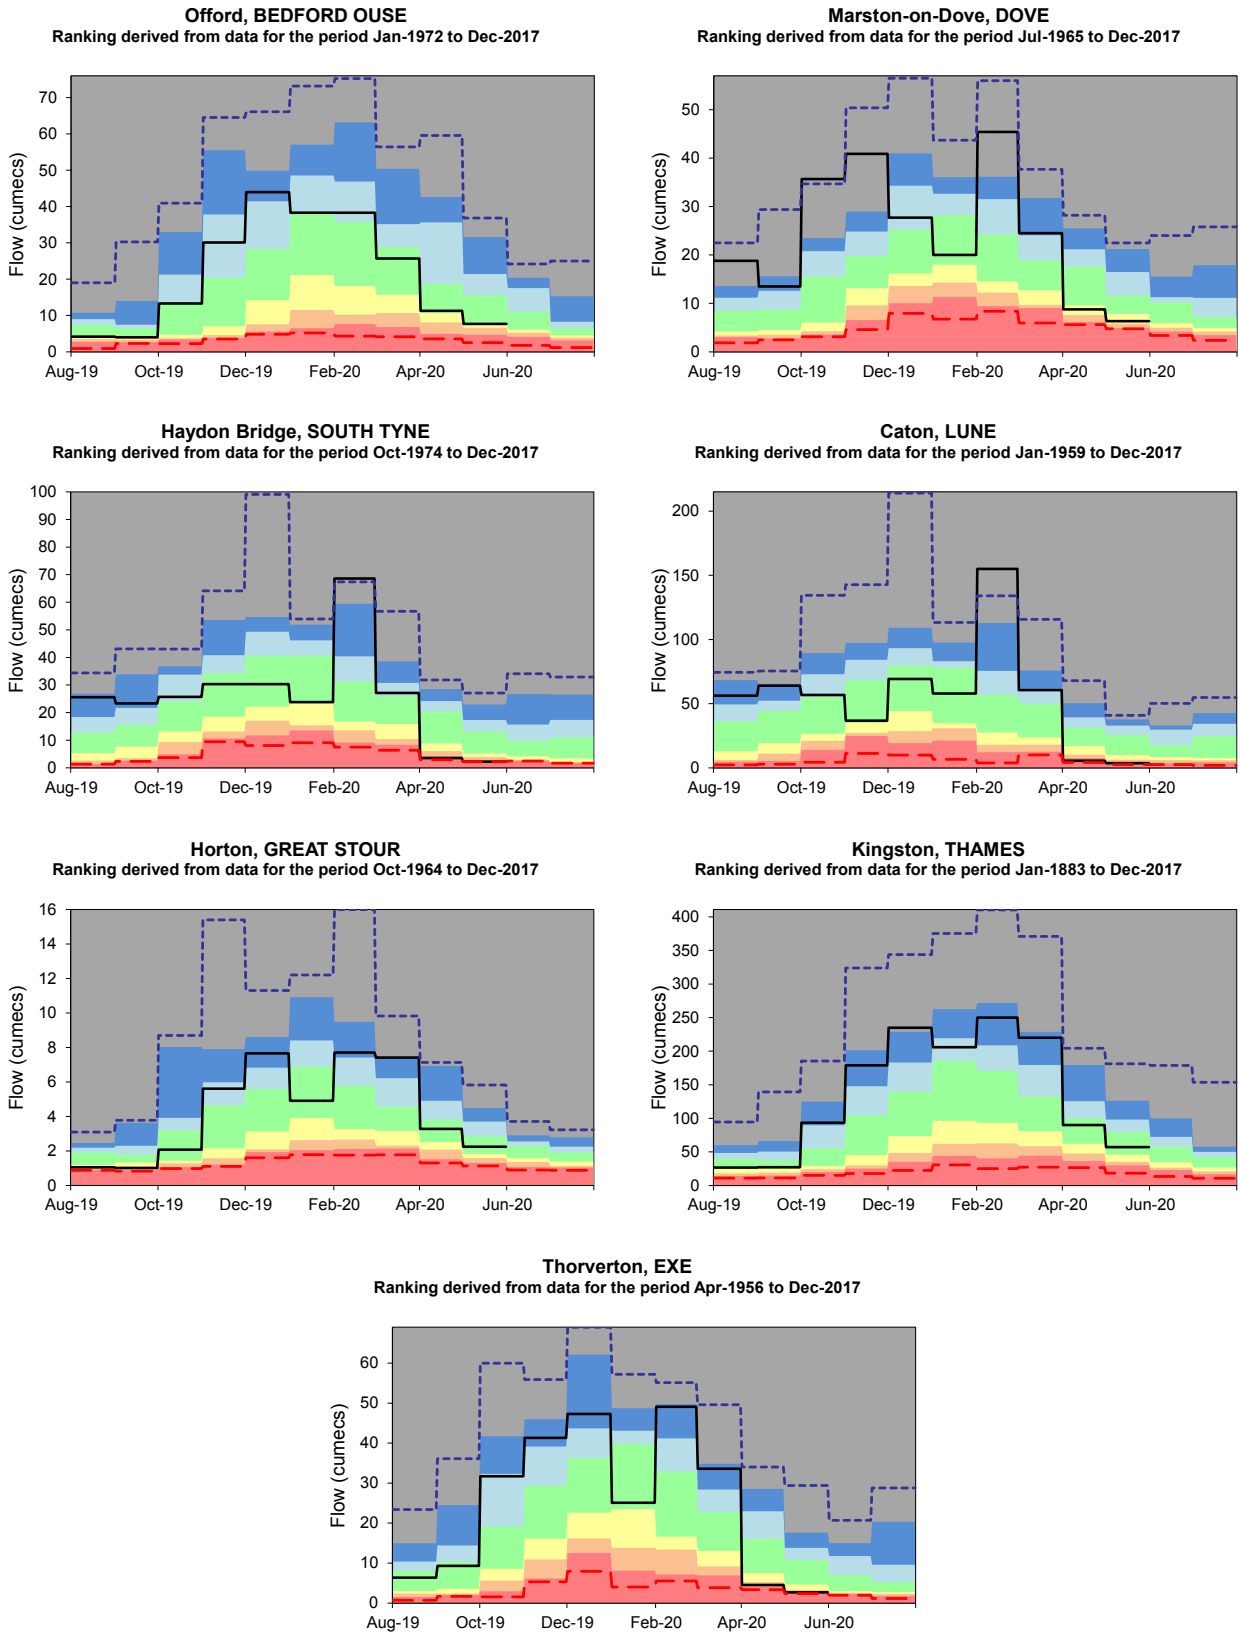 Offord, BEDFORD OUSE
Ranking derived from data for the period Jan-1972 to Dec-2017
Flow (cumecs)
70
60
50
40
30
20
10
0
Aug-19 Oct-19 Dec-19 Feb-20 Apr-20 Jun-20
Marston-on-Dove, DOVE
Ranking derived from data for the period Jul-1965 to Dec-2017
Flow (cumecs)
50
40
30
20
10
0
Aug-19 Oct-19 Dec-19 Feb-20 Apr-20 Jun-20
Haydon Bridge, SOUTH TYNE
Ranking derived from data for the period Oct-1974 to Dec-2017
Flow (cumecs)
100
90
80
70
60
50
40
30
20
10
0
Aug-19 Oct-19 Dec-19 Feb-20 Apr-20 Jun-20
Caton, LUNE
Ranking derived from data for the period Jan-1959 to Dec-2017
Flow (cumecs)
200
150
100
50
0
Aug-19 Oct-19 Dec-19 Feb-20 Apr-20 Jun-20
Horton, GREAT STOUR
Ranking derived from data for the period Oct-1964 to Dec-2017
Flow (cumecs)
16
14
12
10
8
6
4
2
0
Aug-19 Oct-19 Dec-19 Feb-20 Apr-20 Jun-20
Kingston, THAMES
Ranking derived from data for the period Jan-1883 to Dec-2017
Flow (cumecs)
400
350
300
250
200
150
100
50
0
Aug-19 Oct-19 Dec-19 Feb-20 Apr-20 Jun-20
Thorverton, EXE
Ranking derived from data for the period Apr-1956 to Dec-2017
Flow (cumecs)
60
50
40
30
20
10
0
Aug-19 Oct-19 Dec-19 Feb-20 Apr-20 Jun-20